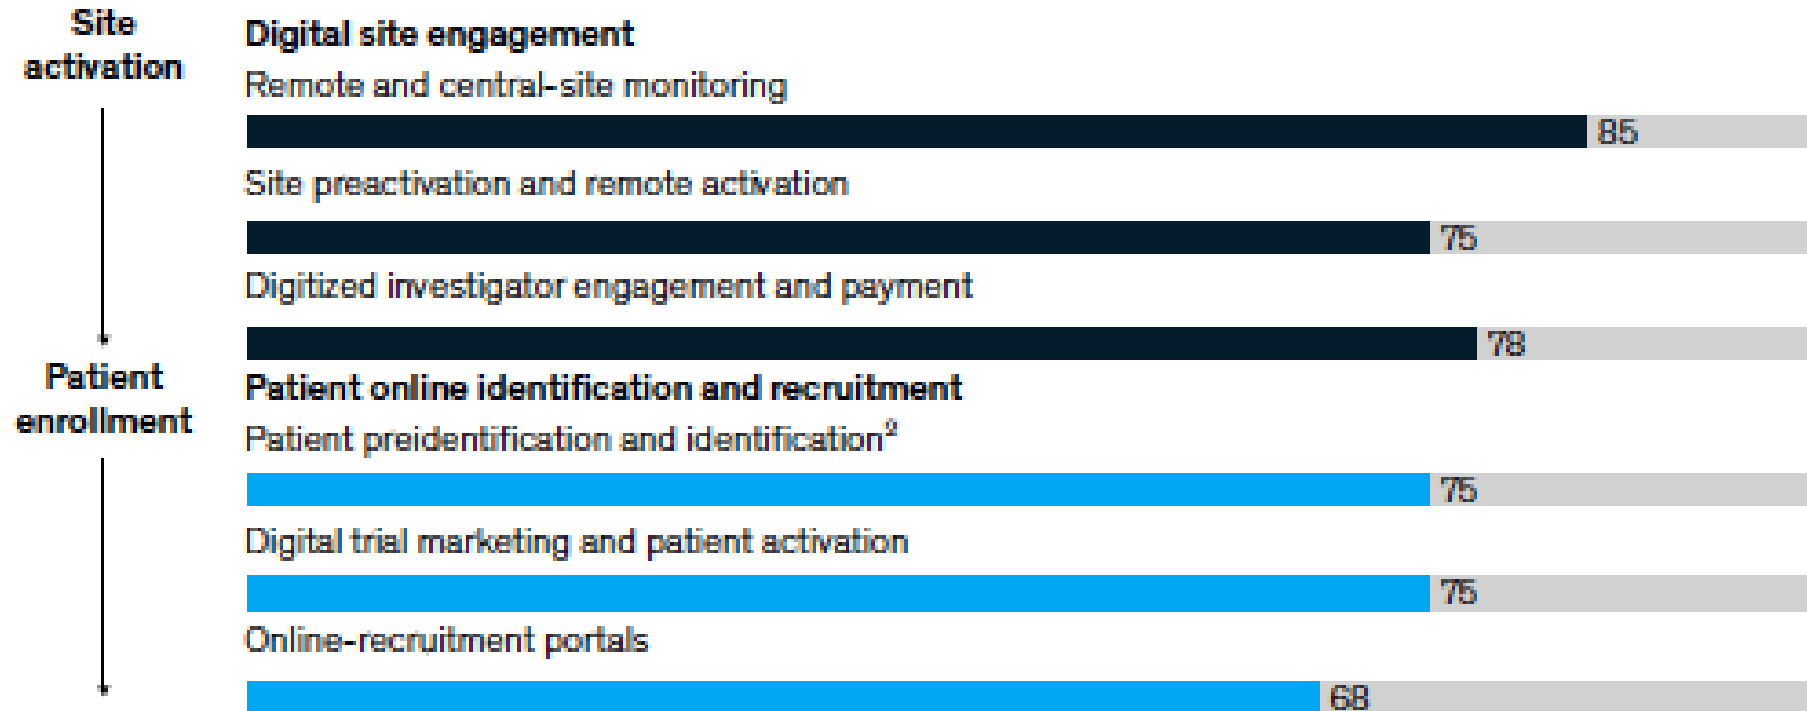 Site
activation
Digital site engagement
Remote and central-site monitoring
85
Site preactivation and remote activation
75
Digitized investigator engagement and payment
78
Patient
enrollment
Patient online identification and recruitment
Patient preidentification and identification²
75
Digital trial marketing and patient activation
75
Online-recruitment portals
68